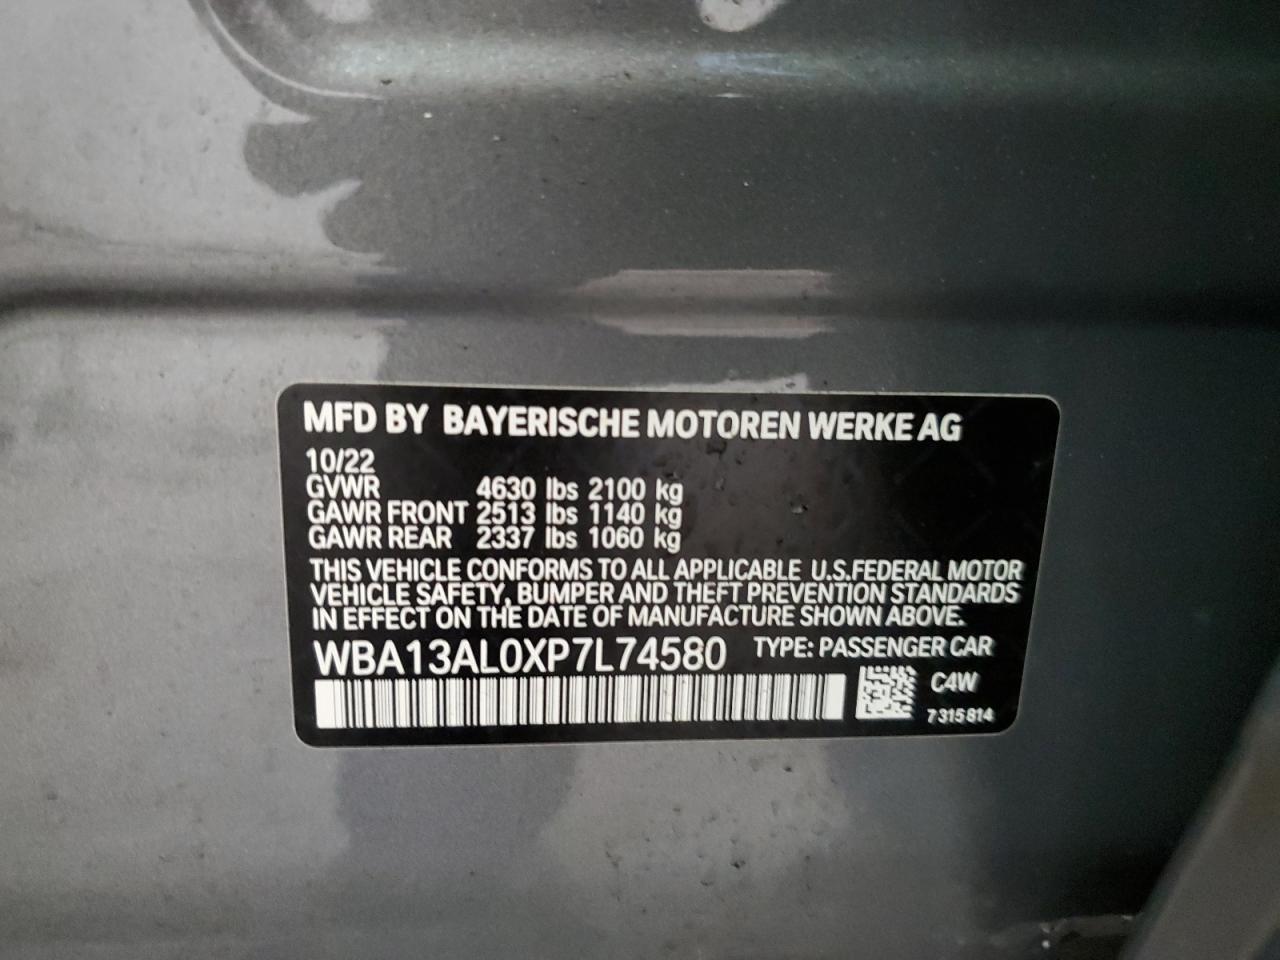 MFD BY BAYERISCHE MOTOREN WERKE AG
10/22
GVWR 4630 lbs 2100 kg
GAWR FRONT 2513 lbs 1140 kg
GAWR REAR 2337 lbs 1060 kg
THIS VEHICLE CONFORMS TO ALL APPLICABLE U.S.FEDERAL MOTOR
VEHICLE SAFETY, BUMPER AND THEFT PREVENTION STANDARDS
IN EFFECT ON THE DATE OF MANUFACTURE SHOWN ABOVE.
WBA13AL0XP7L74580 TYPE: PASSENGER CAR
C4W
7315814